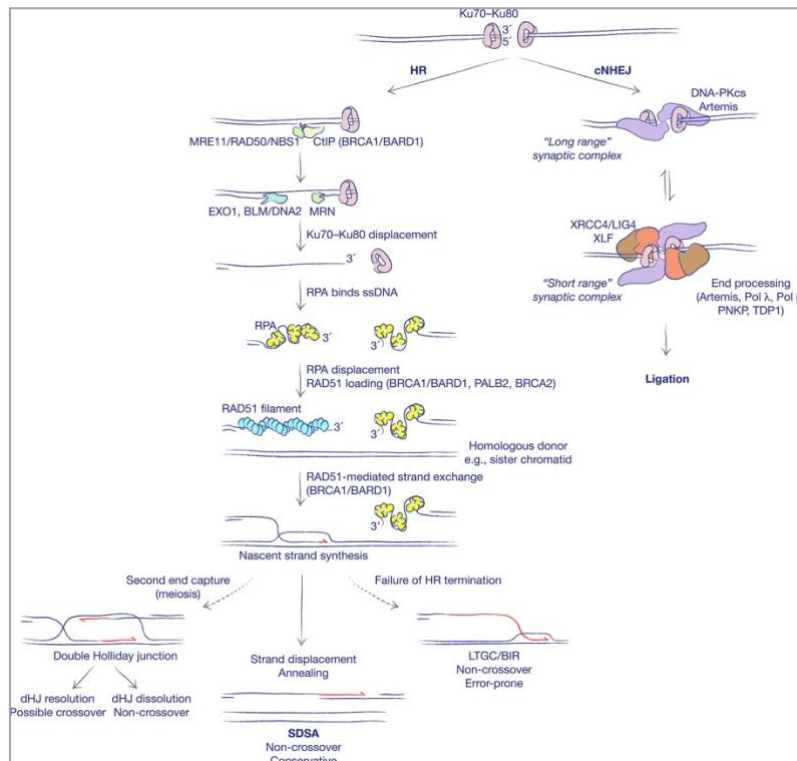 Ku70–Ku80
3´
5´
HR
cNHEJ
DNA-PKcs
Artemis
MRE11/RAD50/NBS1
CtIP (BRCA1/BARD1)
"Long range"
synaptic complex
EXO1, BLM/DNA2
MRN
Ku70–Ku80 displacement
3´
XRCC4/LIG4
XLF
"Short range"
synaptic complex
End processing
(Artemis, Pol λ, Pol
PNKP, TDP1)
RPA binds ssDNA
RPA
3´
3´
Ligation
RPA displacement
RAD51 loading (BRCA1/BARD1, PALB2, BRCA2)
RAD51 filament
3´
3´
Homologous donor
e.g., sister chromatid
RAD51-mediated strand exchange
(BRCA1/BARD1)
3´
Nascent strand synthesis
Second end capture
(meiosis)
Failure of HR termination
Double Holliday junction
LTGC/BIR
Non-crossover
Error-prone
Strand displacement
Annealing
dHJ resolution
Possible crossover
dHJ dissolution
Non-crossover
SDSA
Non-crossover
Conservative